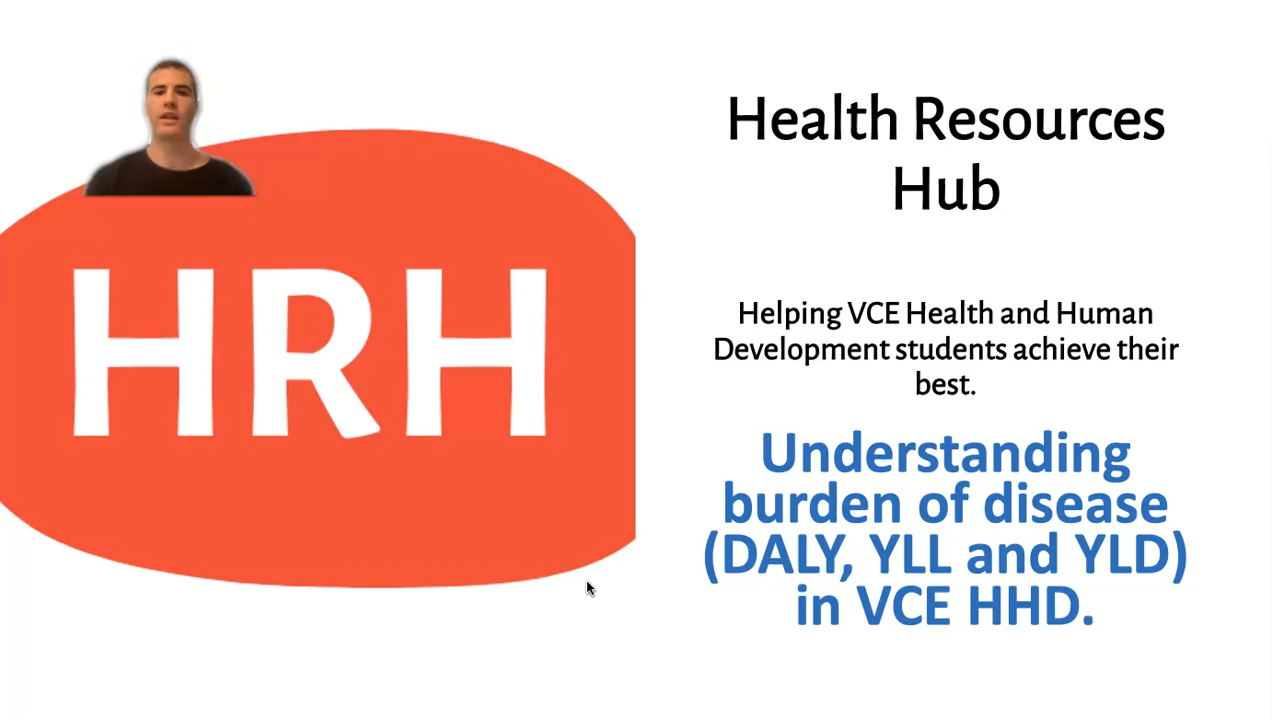 HRH
Health Resources
Hub
Helping VCE Health and Human
Development students achieve their
best.
Understanding
burden of disease
(DALY, YLL and YLD)
in VCE HHD.